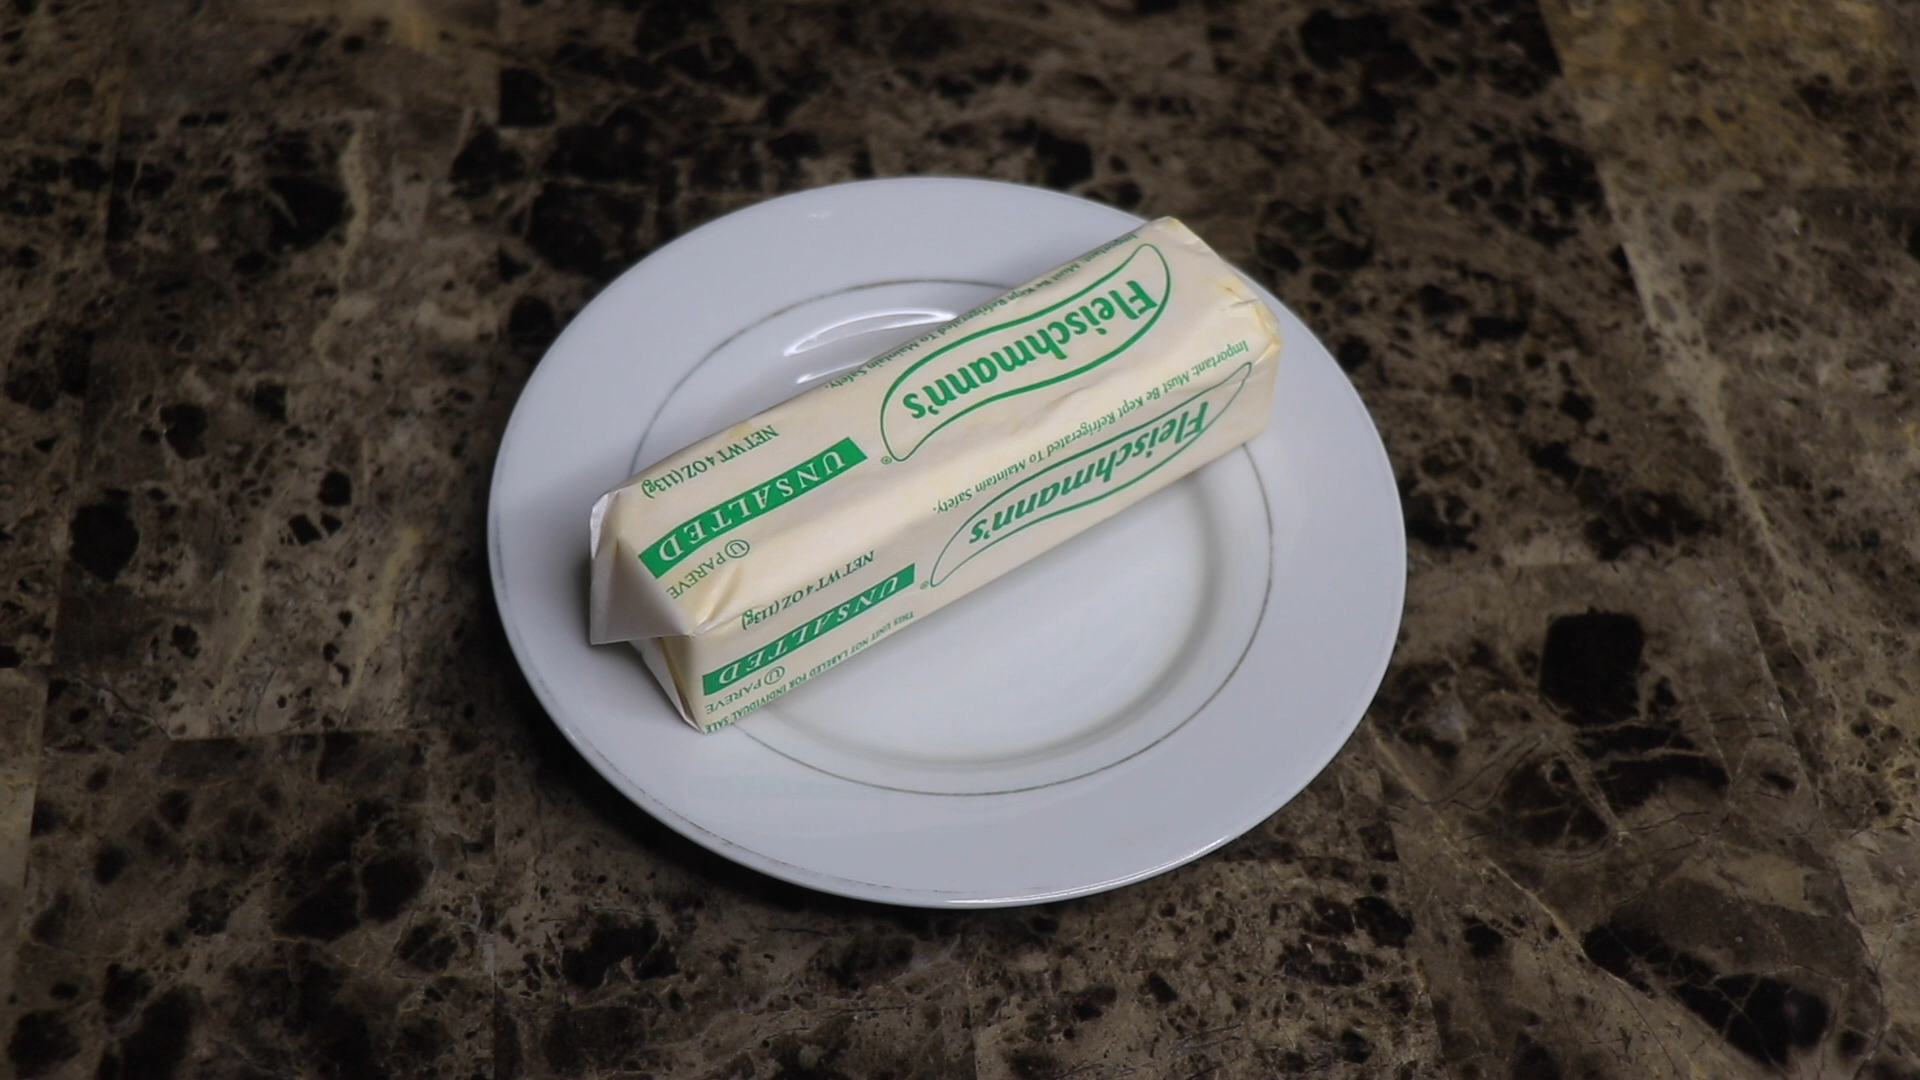 Important: Must Be Kept Refrigerated To Maintain Safety.
Fleischmann's®
NET WT 4 OZ (113g)
UNSALTED
Ⓤ PAREVE
Important: Must Be Kept Refrigerated To Maintain Safety.
Fleischmann's®
NET WT 4 OZ (113g)
UNSALTED
Ⓤ PAREVE
THIS UNIT NOT LABELED FOR INDIVIDUAL SALE